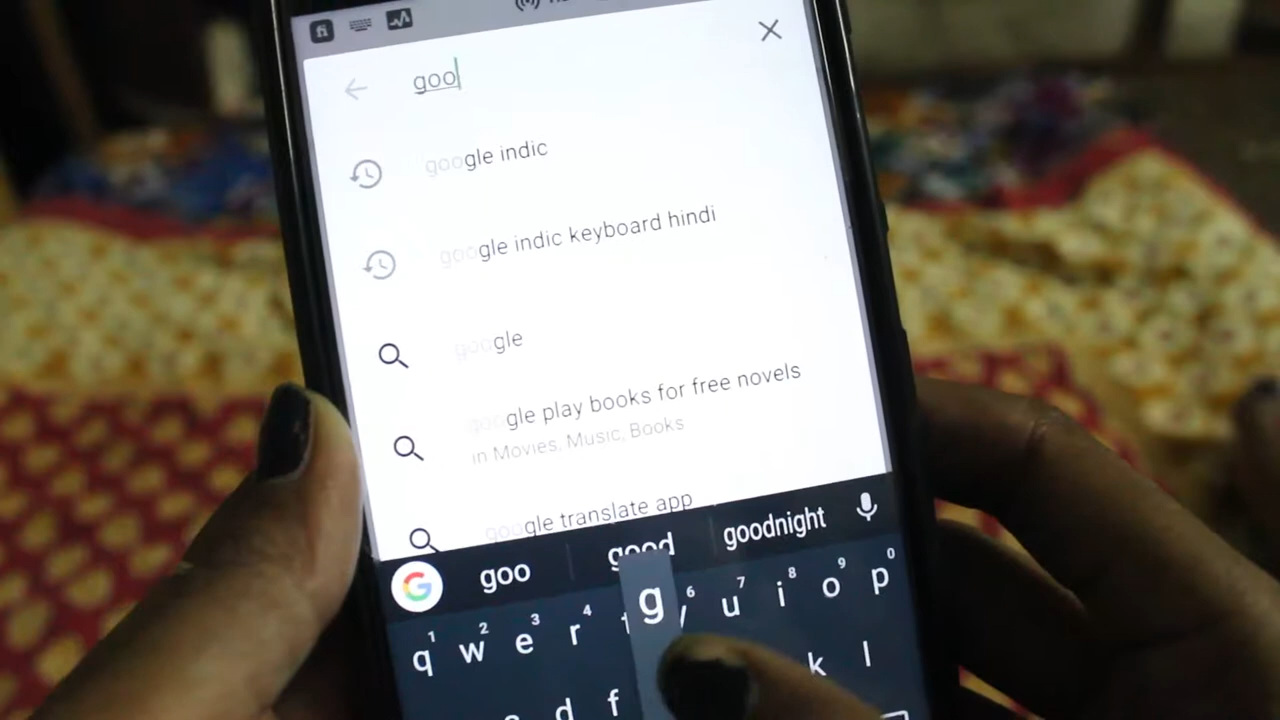 goo
google indic
google indic keyboard hindi
google
google play books for free novels
in Movies, Music, Books
google translate app
goo good goodnight
1 2 3 4 6 7 8 9 0
q w e r g u i o p
d f k l